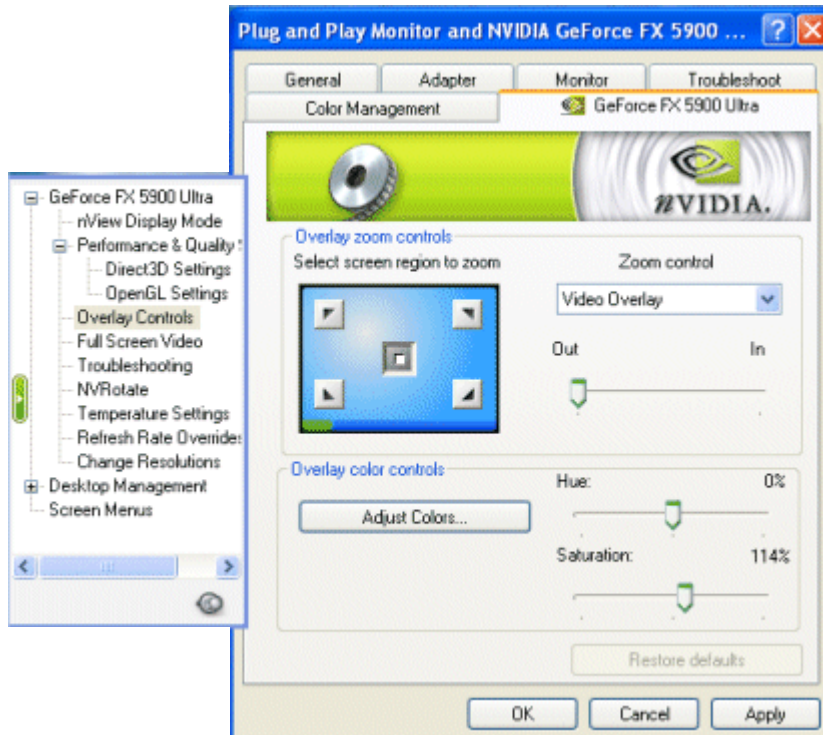 Plug and Play Monitor and NVIDIA GeForce FX 5900 ...
General Adapter Monitor Troubleshoot
Color Management GeForce FX 5900 Ultra
nVIDIA.
GeForce FX 5900 Ultra
nView Display Mode
Performance & Quality
Direct3D Settings
OpenGL Settings
Overlay Controls
Full Screen Video
Troubleshooting
NVRotate
Temperature Settings
Refresh Rate Overrides
Change Resolutions
Desktop Management
Screen Menus
Overlay zoom controls
Select screen region to zoom
Zoom control
Video Overlay
Out In
Overlay color controls
Adjust Colors...
Hue: 0%
Saturation: 114%
Restore defaults
OK Cancel Apply